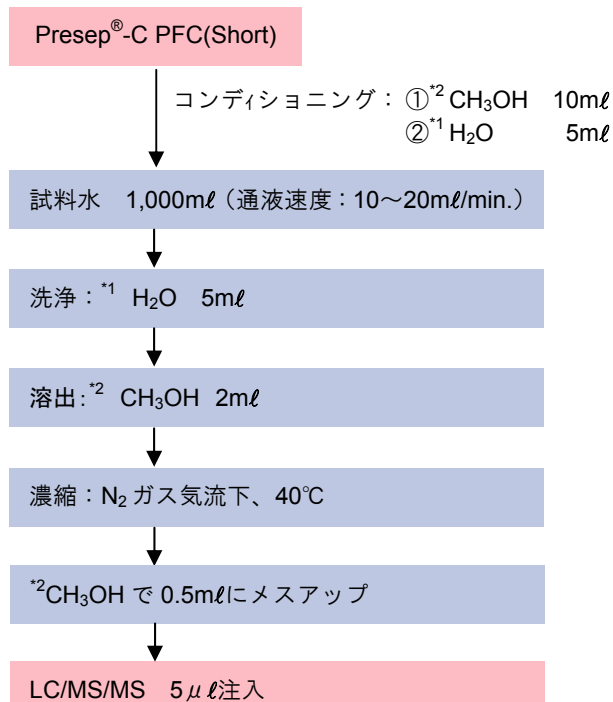 Presep®-C PFC(Short)
コンディショニング： ①*2 CH₃OH 10mℓ
②*1 H₂O 5mℓ
試料水 1,000mℓ（通液速度：10～20mℓ/min.）
洗浄：*1 H₂O 5mℓ
溶出:*2 CH₃OH 2mℓ
濃縮：N₂ ガス気流下、40℃
*2CH₃OH で 0.5mℓにメスアップ
LC/MS/MS 5μℓ注入